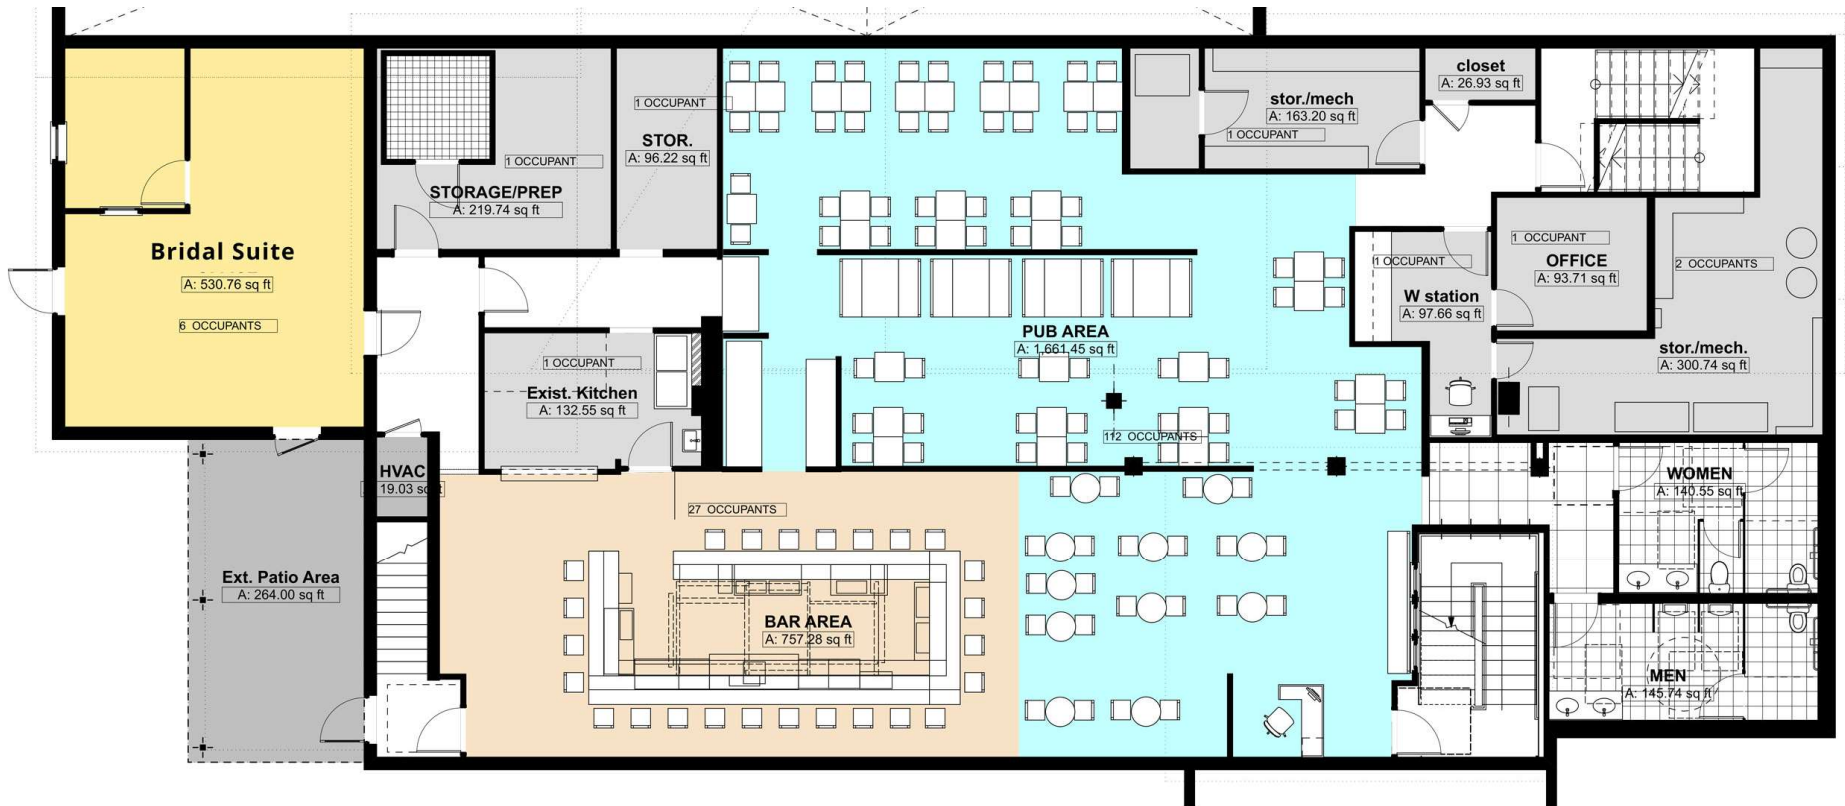 closet
A: 26.93 sq ft
stor./mech
A: 163.20 sq ft
1 OCCUPANT
1 OCCUPANT
STOR.
A: 96.22 sq ft
1 OCCUPANT
STORAGE/PREP
A: 219.74 sq ft
Bridal Suite
A: 530.76 sq ft
6 OCCUPANTS
1 OCCUPANT
OFFICE
A: 93.71 sq ft
1 OCCUPANT
W station
A: 97.66 sq ft
2 OCCUPANTS
stor./mech.
A: 300.74 sq ft
PUB AREA
A: 1,661.45 sq ft
112 OCCUPANTS
1 OCCUPANT
Exist. Kitchen
A: 132.55 sq ft
HVAC
19.03 sq ft
27 OCCUPANTS
WOMEN
A: 140.55 sq ft
Ext. Patio Area
A: 264.00 sq ft
BAR AREA
A: 757.28 sq ft
MEN
A: 145.74 sq ft